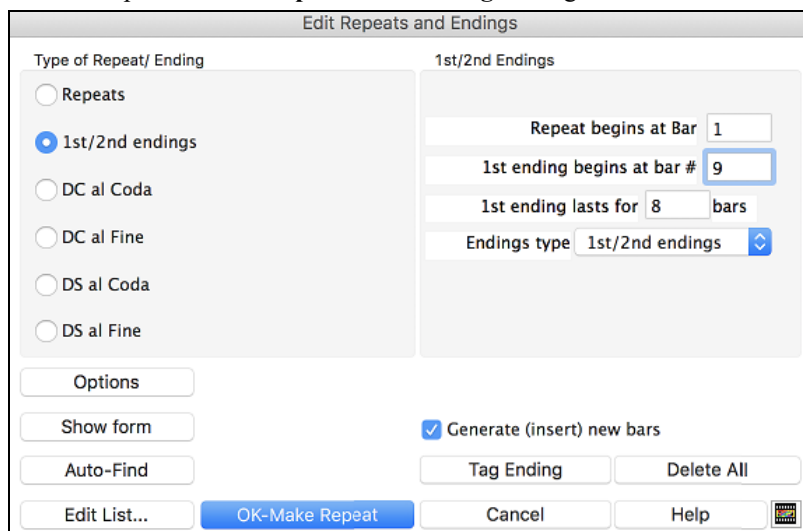 Edit Repeats and Endings
Type of Repeat/ Ending
Repeats
1st/2nd endings
DC al Coda
DC al Fine
DS al Coda
DS al Fine
1st/2nd Endings
Repeat begins at Bar 1
1st ending begins at bar # 9
1st ending lasts for 8 bars
Endings type 1st/2nd endings
Options
Show form
Generate (insert) new bars
Auto-Find
Tag Ending
Delete All
Edit List...
OK-Make Repeat
Cancel
Help